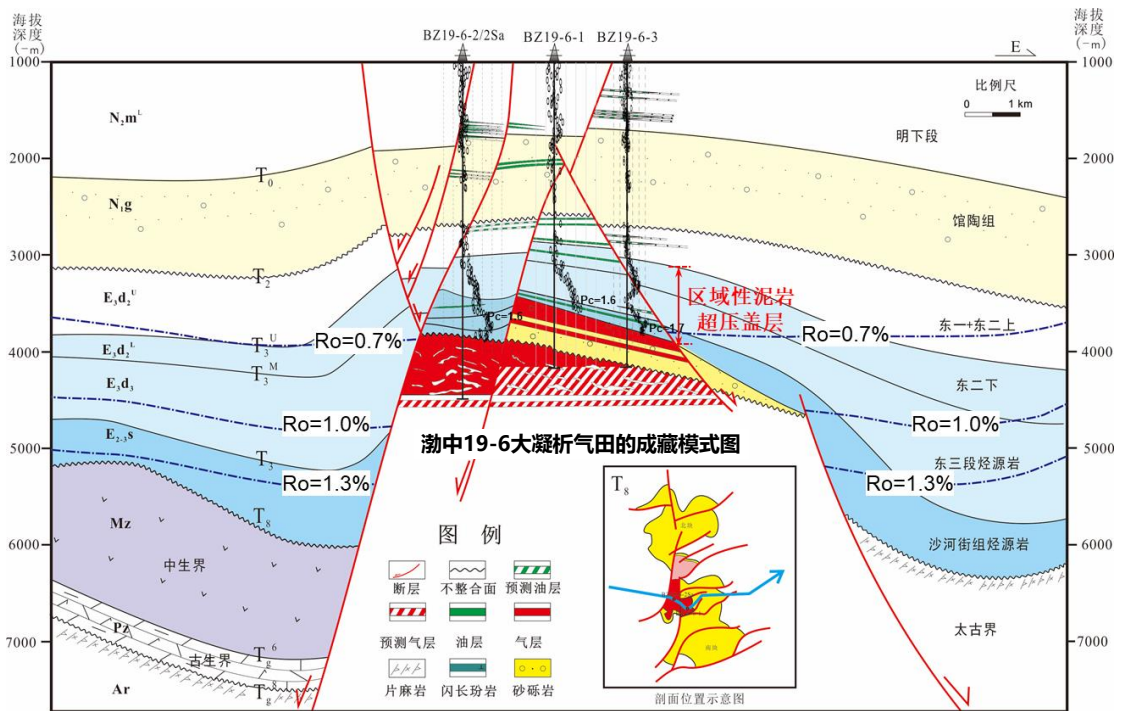 海拔
深度
(-m)
BZ19-6-2/2Sa
BZ19-6-1
BZ19-6-3
海拔
深度
(-m)
E
1000
1000
比例尺
0 1 km
N₂mᴸ
明下段
2000
2000
T₀
N₁g
馆陶组
3000
3000
T₂
区域性泥岩
超压盖层
Pc=1.6
Pc=1.6
Pc=1.7
E₃d₂ᵁ
东一+东二上
Ro=0.7%
Ro=0.7%
T₃ᵁ
4000
4000
E₃d₂ᴸ
T₃ᴹ
东二下
E₃d₃
Ro=1.0%
Ro=1.0%
E₂₋₃s
渤中19-6大凝析气田的成藏模式图
5000
5000
T₃
东三段烃源岩
Ro=1.3%
Ro=1.3%
T₈
T₈
Mz
图 例
6000
6000
沙河街组烃源岩
中生界
断层
不整合面
预测油层
预测气层
油层
气层
太古界
Pz
7000
7000
古生界
Tg⁶
片麻岩
闪长玢岩
砂砾岩
Ar
Tg⁸
剖面位置示意图